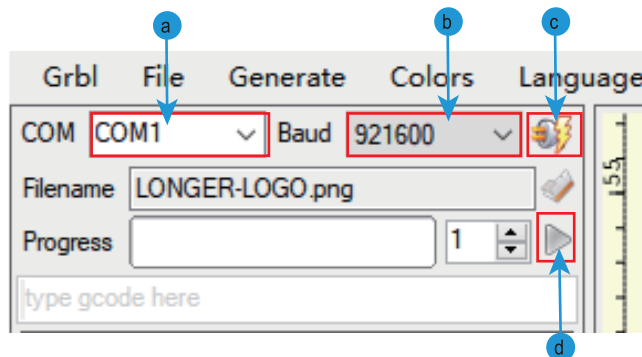 a b c
Grbl File Generate Colors Language
COM COM1 Baud 921600
Filename LONGER-LOGO.png
Progress 1
type gcode here
55
d